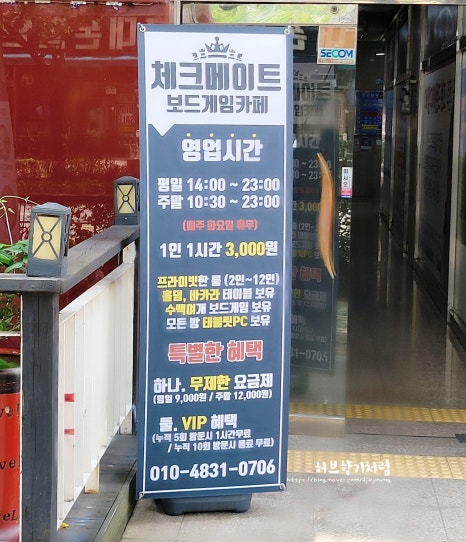 체크메이트
보드게임카페
영업시간
평일 14:00 ~ 23:00
주말 10:30 ~ 23:00
(매주 화요일 휴무)
1인 1시간 3,000원
프라이빗한 룸 (2인~12인)
홀덤, 바카라 테이블 보유
수백여개 보드게임 보유
모든 방 테블릿PC 보유
특별한 혜택
하나. 무제한 요금제
(평일 9,000원 / 주말 12,000원)
둘. VIP 혜택
(누적 5회 방문시 1시간무료
/ 누적 10회 방문시 종료 무료)
010-4831-0706
SECOM
허브향기처럼